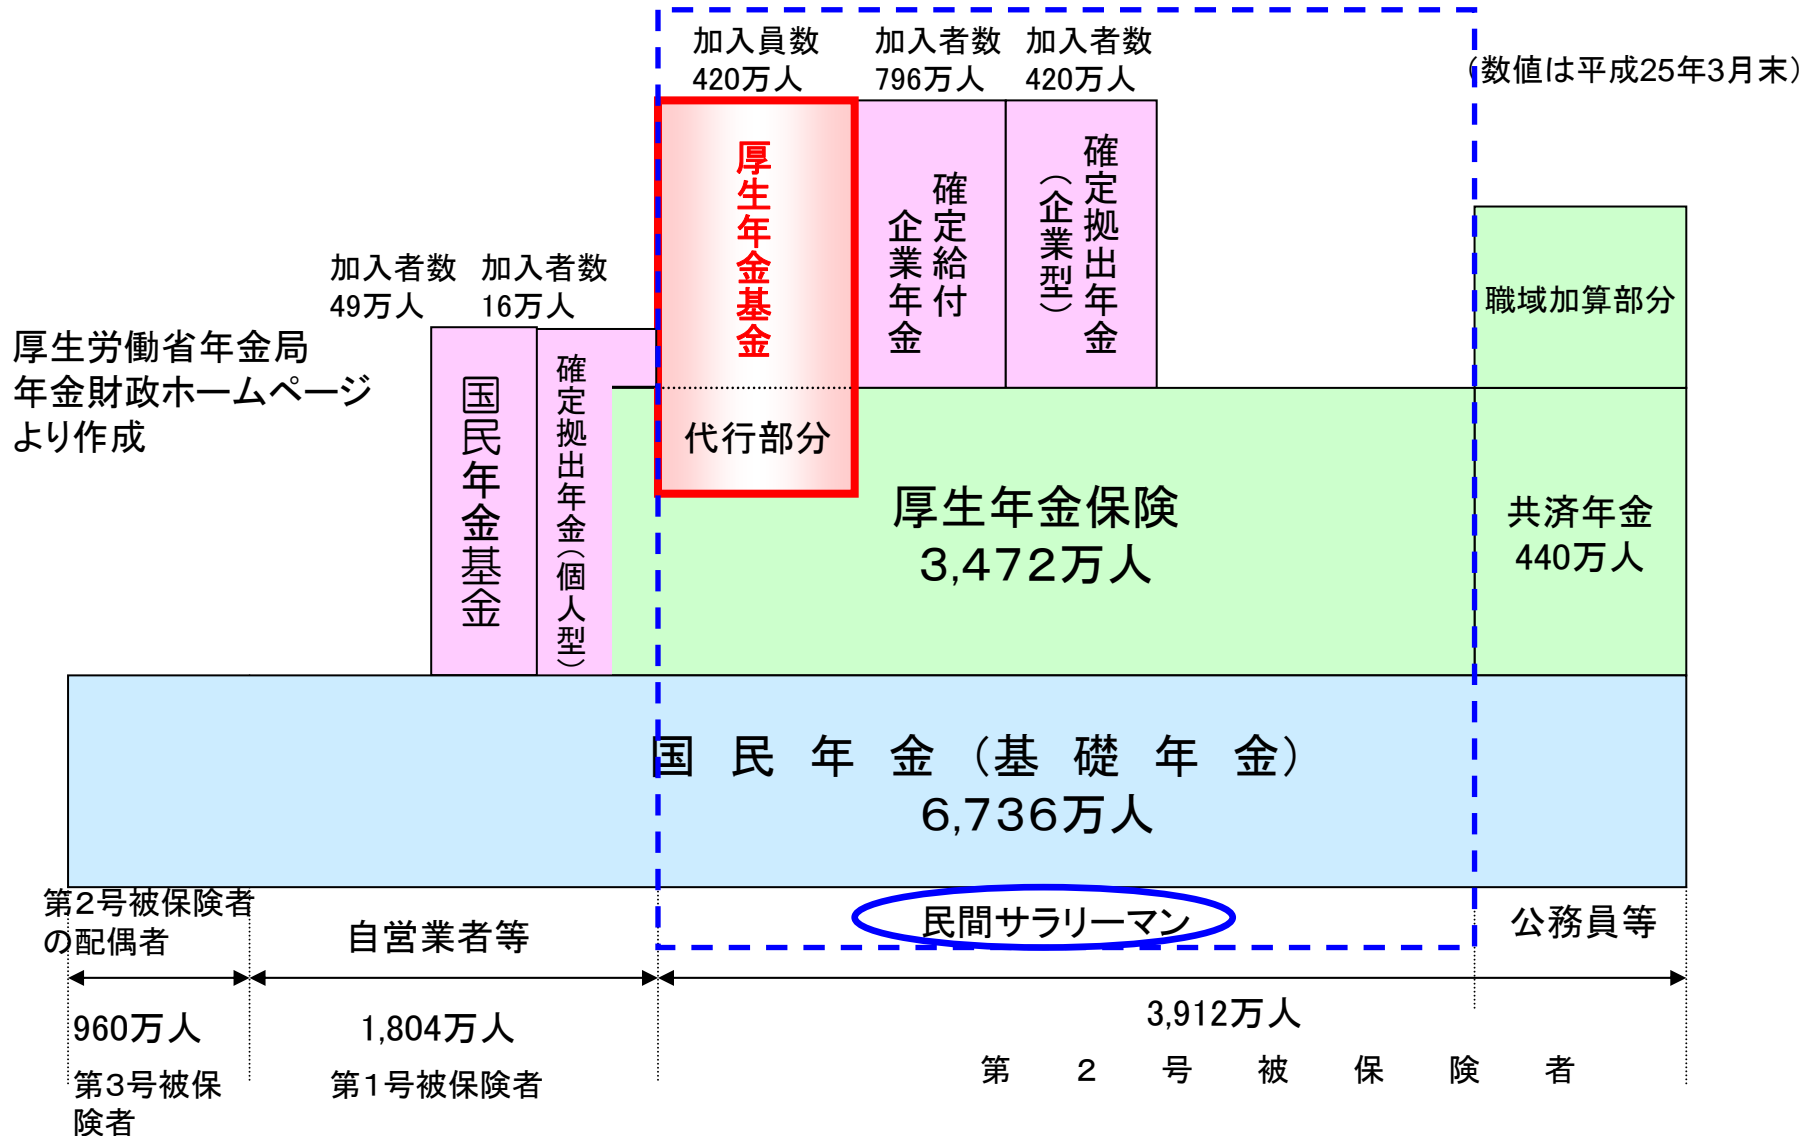 加入員数
420万人
加入者数
796万人
加入者数
420万人
(数値は平成25年3月末)
厚生年金基金
確定給付
企業年金
確定拠出年金
(企業型)
職域加算部分
加入者数
49万人
加入者数
16万人
厚生労働省年金局
年金財政ホームページ
より作成
国民年金基金
確定拠出年金(個人型)
代行部分
厚生年金保険
3,472万人
共済年金
440万人
国民年金(基礎年金)
6,736万人
第2号被保険者
の配偶者
自営業者等
民間サラリーマン
公務員等
960万人
1,804万人
3,912万人
第3号被保
険者
第1号被保険者
第2号被保険者